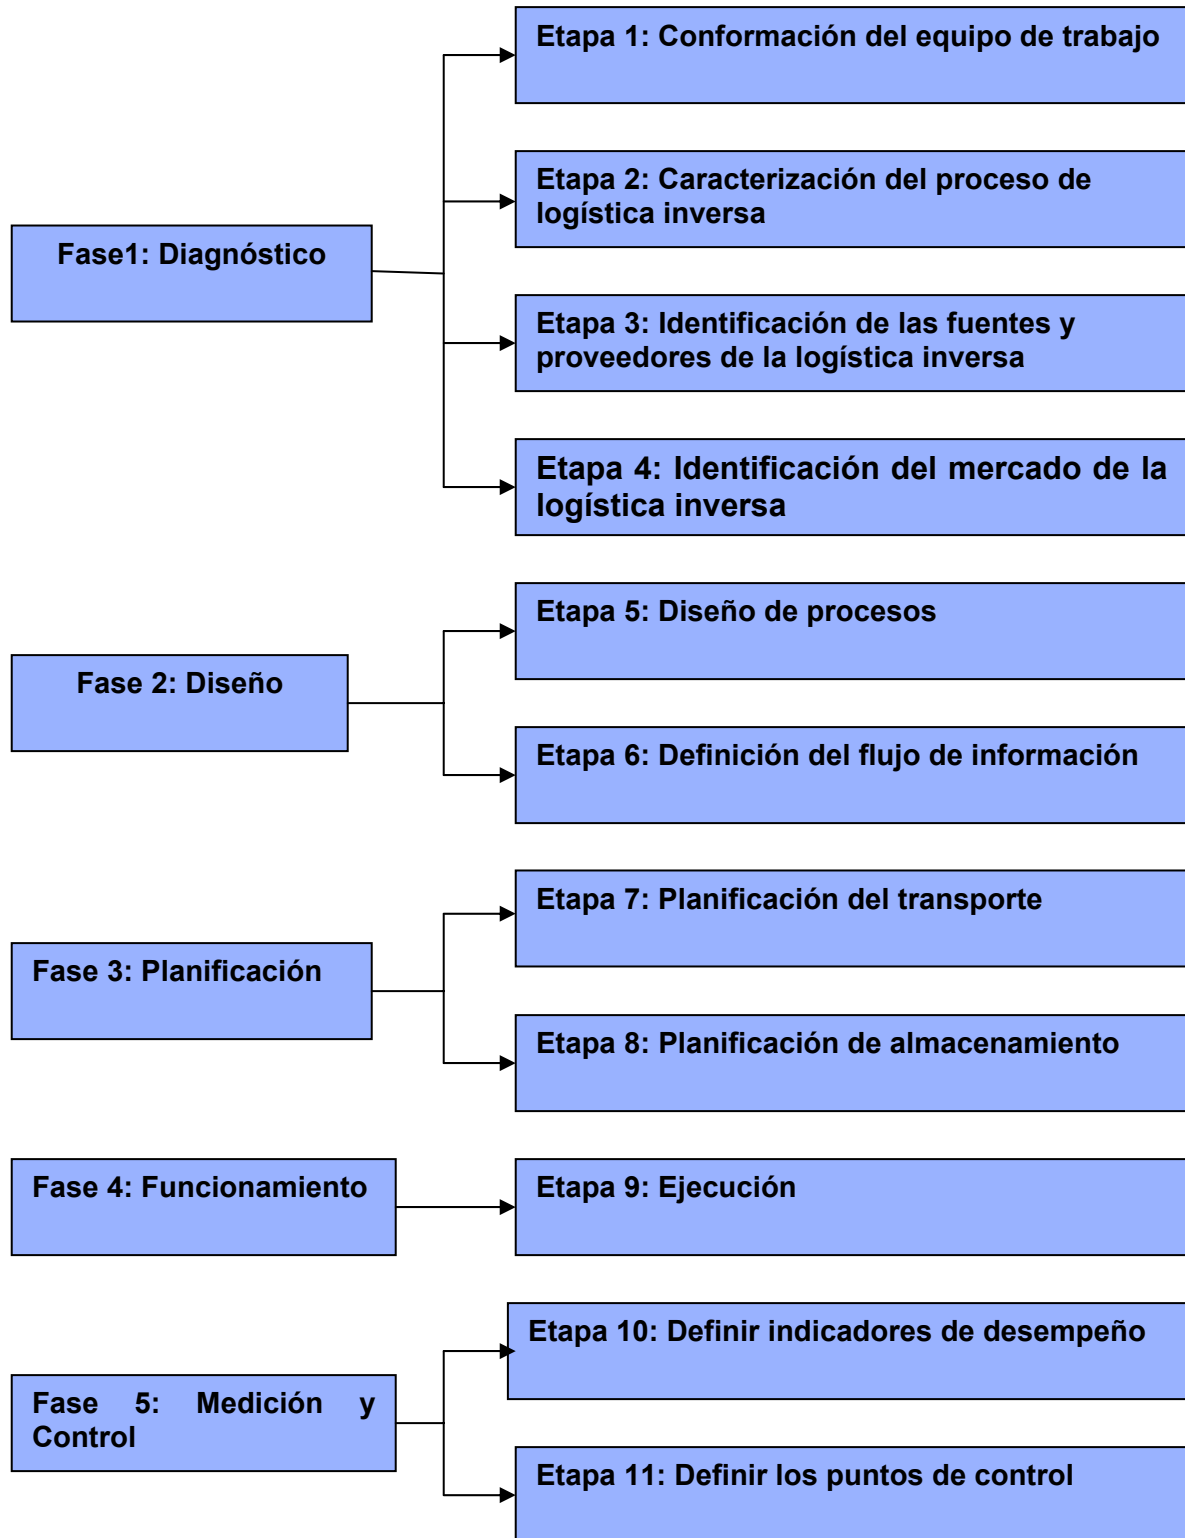 Etapa 1: Conformación del equipo de trabajo
Etapa 2: Caracterización del proceso de
logística inversa
Fase1: Diagnóstico
Etapa 3: Identificación de las fuentes y
proveedores de la logística inversa
Etapa 4: Identificación del mercado de la
logística inversa
Etapa 5: Diseño de procesos
Fase 2: Diseño
Etapa 6: Definición del flujo de información
Etapa 7: Planificación del transporte
Fase 3: Planificación
Etapa 8: Planificación de almacenamiento
Fase 4: Funcionamiento
Etapa 9: Ejecución
Etapa 10: Definir indicadores de desempeño
Fase 5: Medición y
Control
Etapa 11: Definir los puntos de control